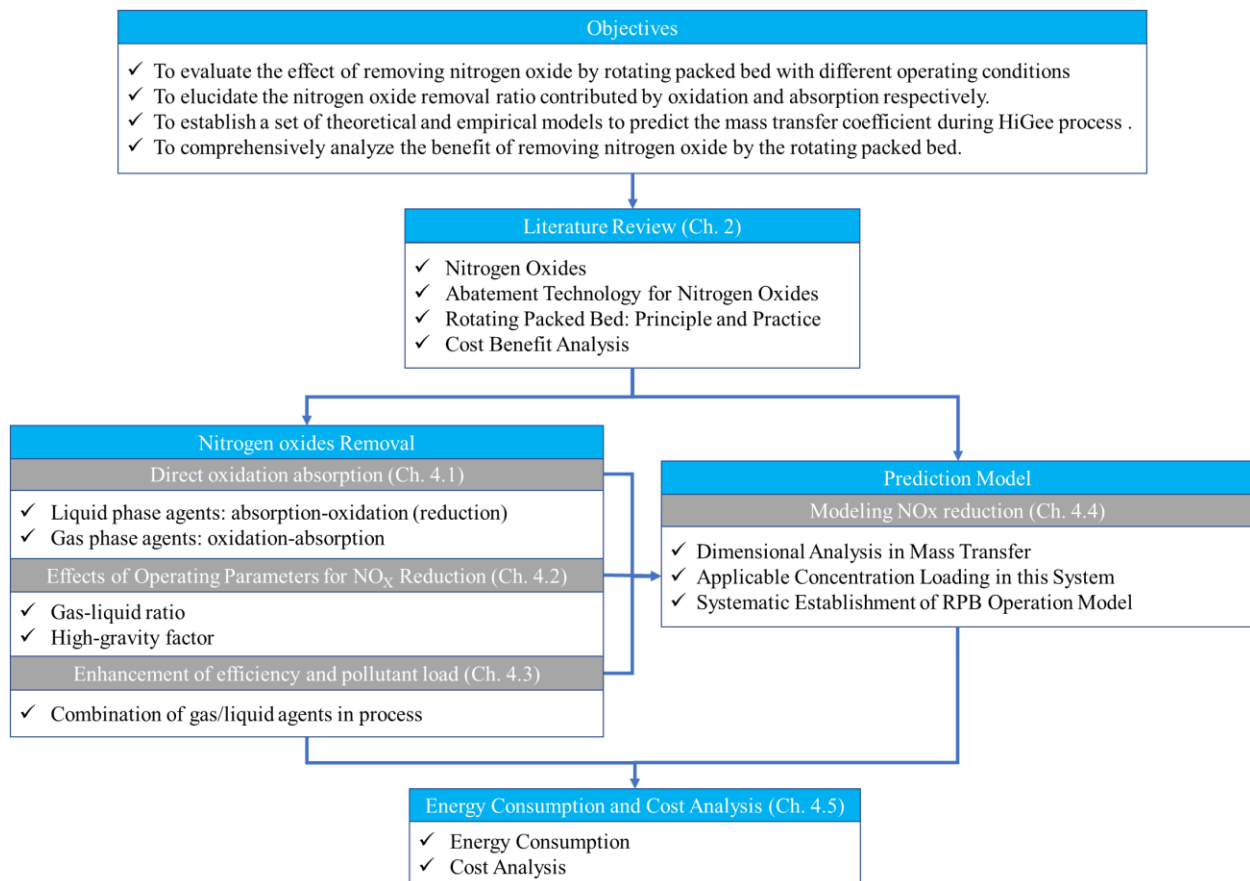 Objectives
✓ To evaluate the effect of removing nitrogen oxide by rotating packed bed with different operating conditions
✓ To elucidate the nitrogen oxide removal ratio contributed by oxidation and absorption respectively.
✓ To establish a set of theoretical and empirical models to predict the mass transfer coefficient during HiGee process .
✓ To comprehensively analyze the benefit of removing nitrogen oxide by the rotating packed bed.
Literature Review (Ch. 2)
✓ Nitrogen Oxides
✓ Abatement Technology for Nitrogen Oxides
✓ Rotating Packed Bed: Principle and Practice
✓ Cost Benefit Analysis
Nitrogen oxides Removal
Direct oxidation absorption (Ch. 4.1)
✓ Liquid phase agents: absorption-oxidation (reduction)
✓ Gas phase agents: oxidation-absorption
Effects of Operating Parameters for NOX Reduction (Ch. 4.2)
✓ Gas-liquid ratio
✓ High-gravity factor
Enhancement of efficiency and pollutant load (Ch. 4.3)
✓ Combination of gas/liquid agents in process
Prediction Model
Modeling NOx reduction (Ch. 4.4)
✓ Dimensional Analysis in Mass Transfer
✓ Applicable Concentration Loading in this System
✓ Systematic Establishment of RPB Operation Model
Energy Consumption and Cost Analysis (Ch. 4.5)
✓ Energy Consumption
✓ Cost Analysis